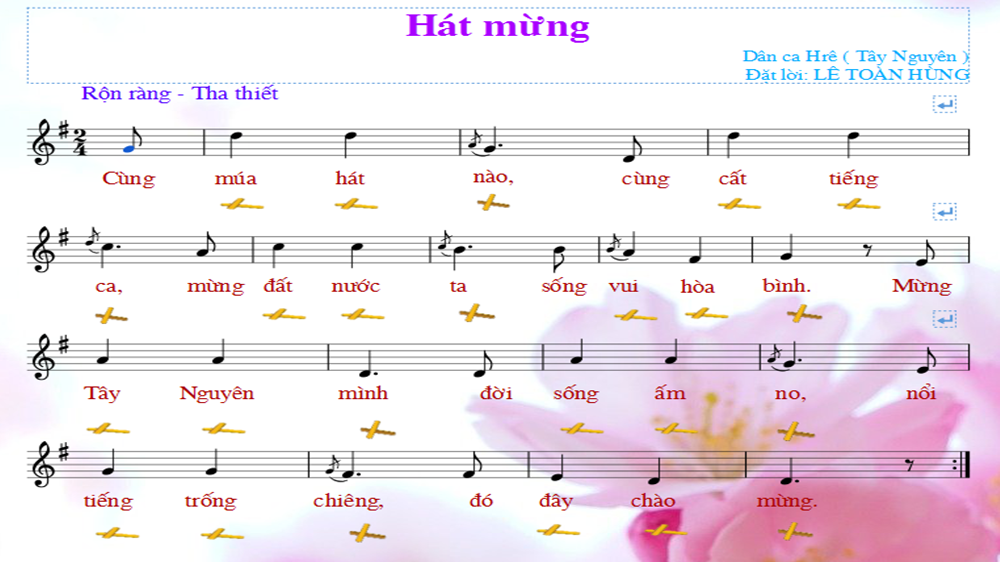 Hát mừng
Dân ca Hrê ( Tây Nguyên )
Đặt lời: LÊ TOÀN HÙNG
Rộn ràng - Tha thiết
2
4
Cùng múa hát nào, cùng cất tiếng
ca, mừng đất nước ta sống vui hòa bình. Mừng
Tây Nguyên mình đời sống ấm no, nổi
tiếng trống chiêng, đó đây chào mừng.